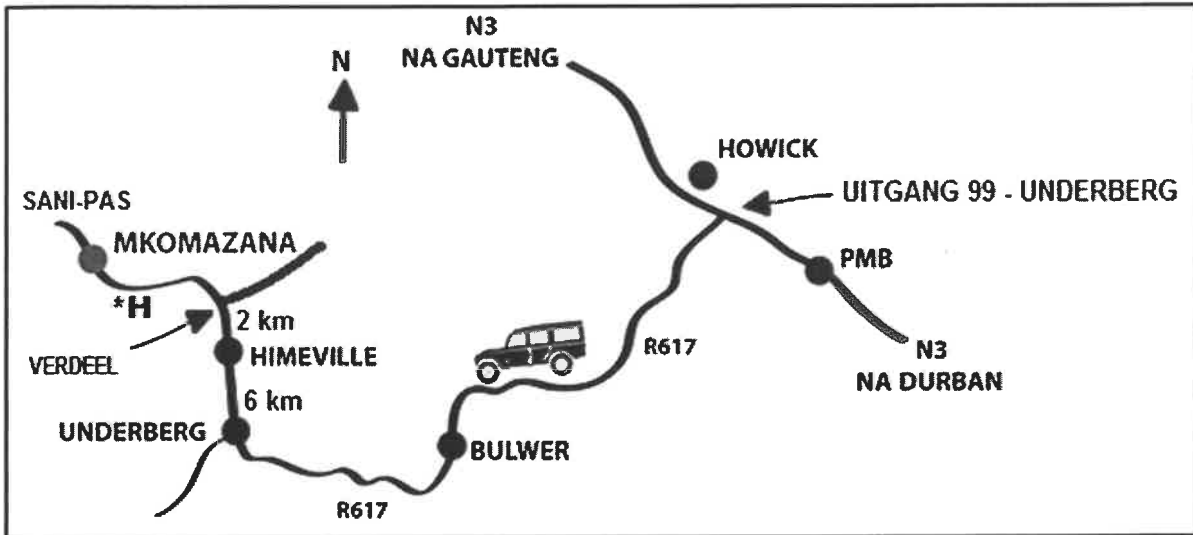 N3
NA GAUTENG
N
HOWICK
SANI-PAS
UITGANG 99 - UNDERBERG
MKOMAZANA
PMB
*H
2 km
VERDEEL
HIMEVILLE
R617
N3
NA DURBAN
6 km
UNDERBERG
BULWER
R617